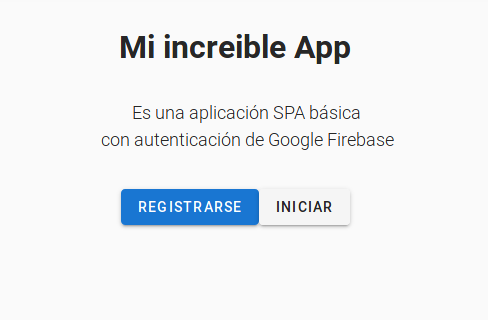 Mi increible App
Es una aplicación SPA básica
con autenticación de Google Firebase
REGISTRARSE INICIAR